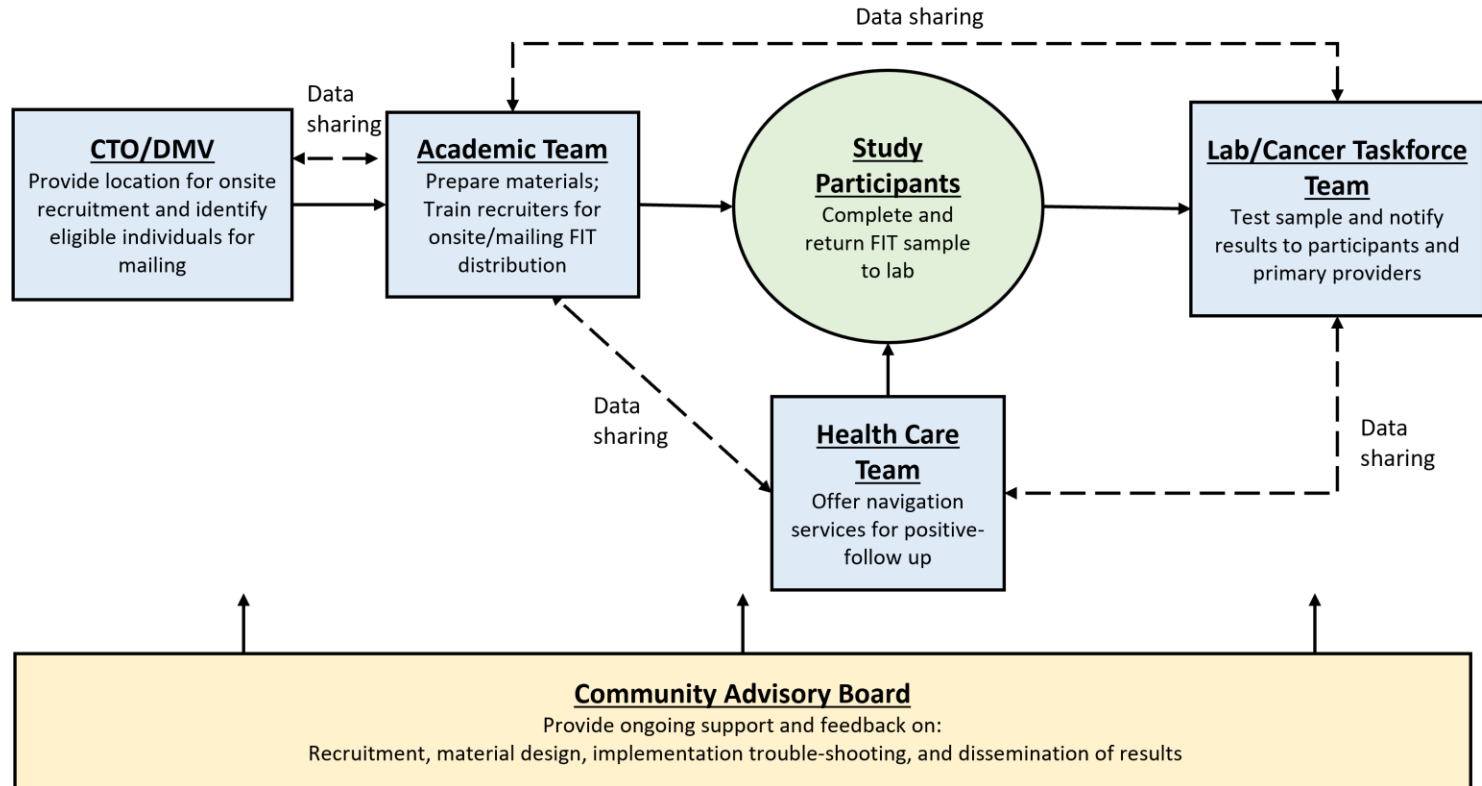 Data sharing
Data
sharing
CTO/DMV
Provide location for onsite
recruitment and identify
eligible individuals for
mailing
Academic Team
Prepare materials;
Train recruiters for
onsite/mailing FIT
distribution
Study
Participants
Complete and
return FIT sample
to lab
Lab/Cancer Taskforce
Team
Test sample and notify
results to participants and
primary providers
Data
sharing
Health Care
Team
Offer navigation
services for positive-
follow up
Data
sharing
Community Advisory Board
Provide ongoing support and feedback on:
Recruitment, material design, implementation trouble-shooting, and dissemination of results